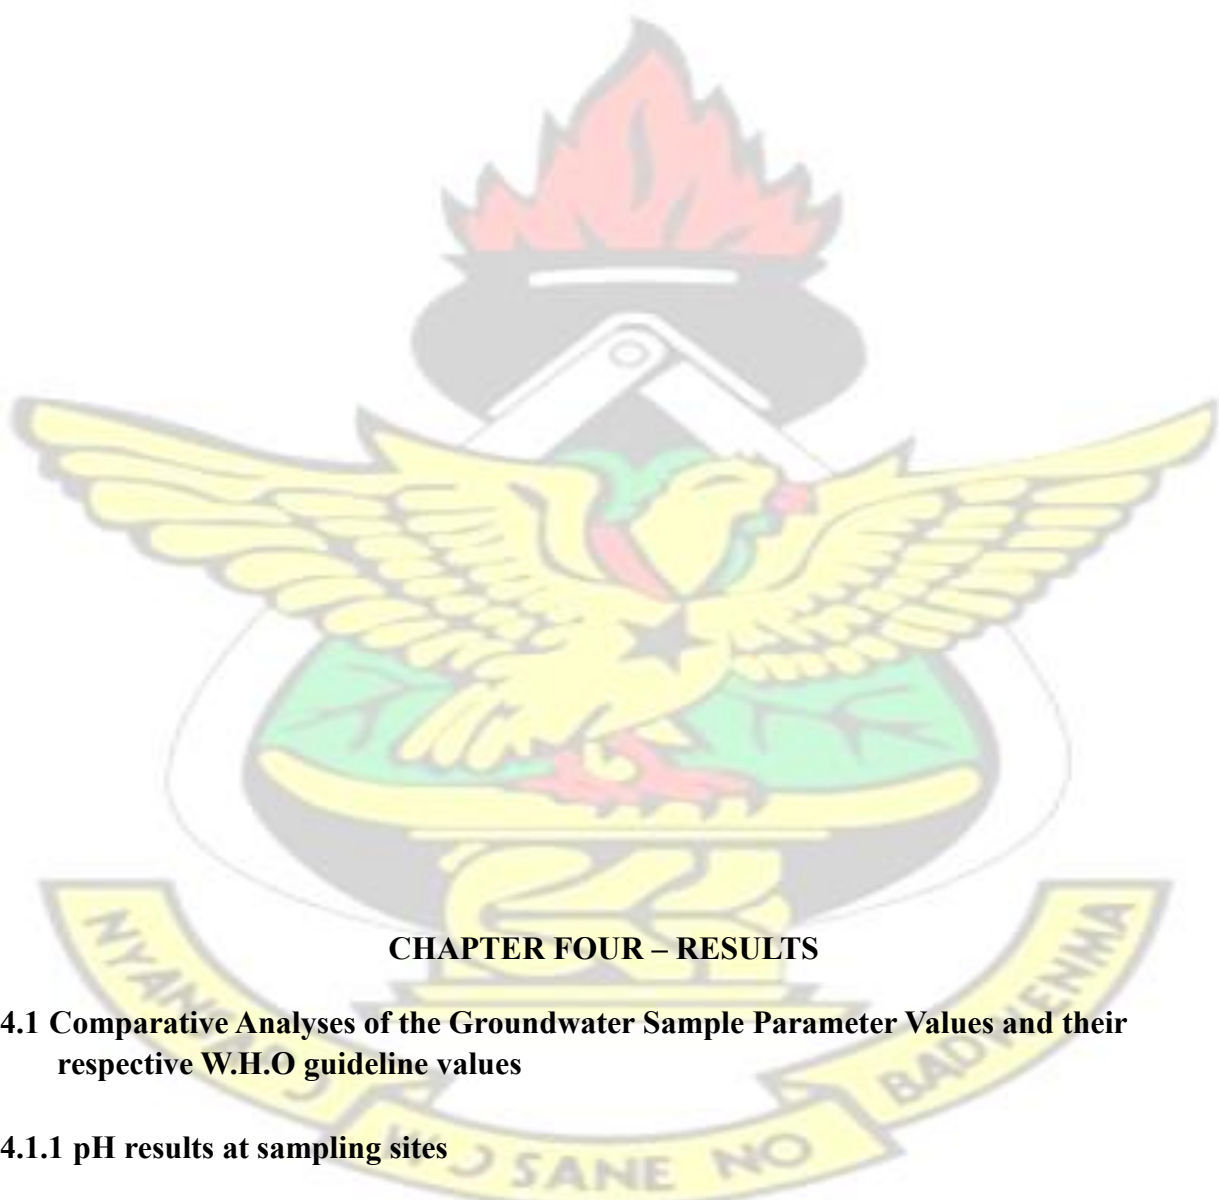 CHAPTER FOUR – RESULTS
4.1 Comparative Analyses of the Groundwater Sample Parameter Values and their
respective W.H.O guideline values
4.1.1 pH results at sampling sites
W Ɔ SANE NO
BADWENMA